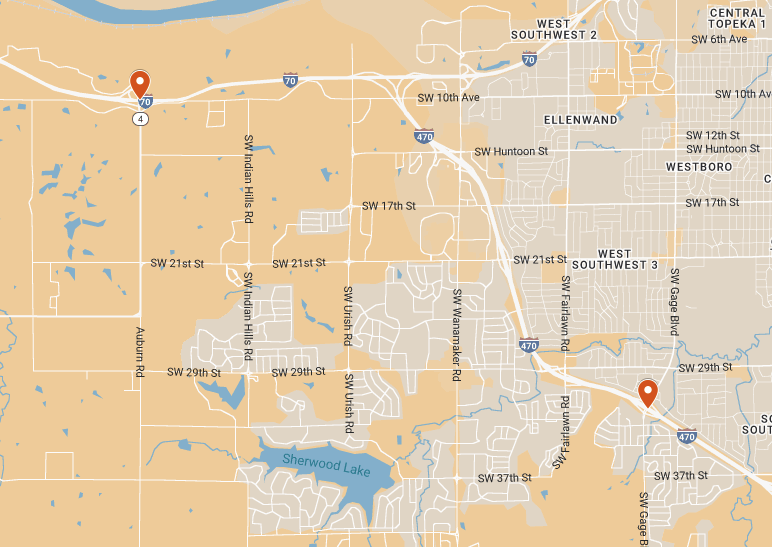 CENTRAL
TOPEKA 1
WEST
SOUTHWEST 2
SW 6th Ave
70
70
70
SW 10th Ave
SW 10th Av
4
ELLENWAND
470
SW 12th St
SW Huntoon St
SW Huntoon St
WESTBORO
SW Indian Hills Rd
C
SW 17th St
SW 17th St
SW 21st St
SW 21st St
SW 21st St
WEST
SOUTHWEST 3
SW Indian Hills Rd
SW Urish Rd
SW Wanamaker Rd
SW Fairlawn Rd
SW Gage Blvd
Auburn Rd
470
SW 29th St
SW 29th St
SW 29th St
SW Urish Rd
SW Fairlawn Rd
SO
SOUT
470
Sherwood Lake
SW 37th St
SW 37th St
SW Gage B